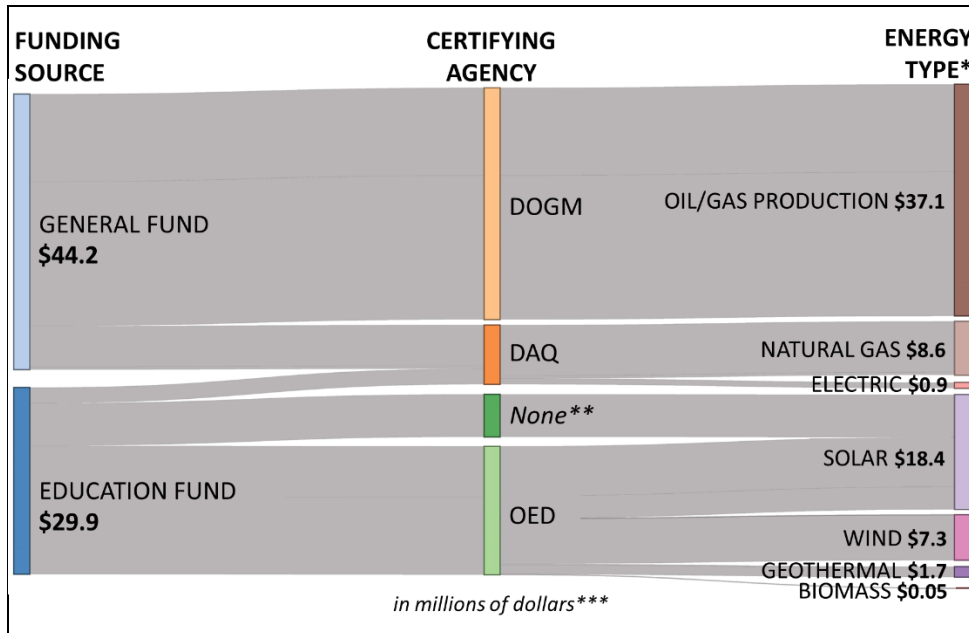 FUNDING SOURCE
CERTIFYING AGENCY
ENERGY TYPE*
GENERAL FUND
$44.2
DOGM
OIL/GAS PRODUCTION $37.1
DAQ
NATURAL GAS $8.6
ELECTRIC $0.9
None**
SOLAR $18.4
EDUCATION FUND
$29.9
OED
WIND $7.3
GEOTHERMAL $1.7
BIOMASS $0.05
in millions of dollars***